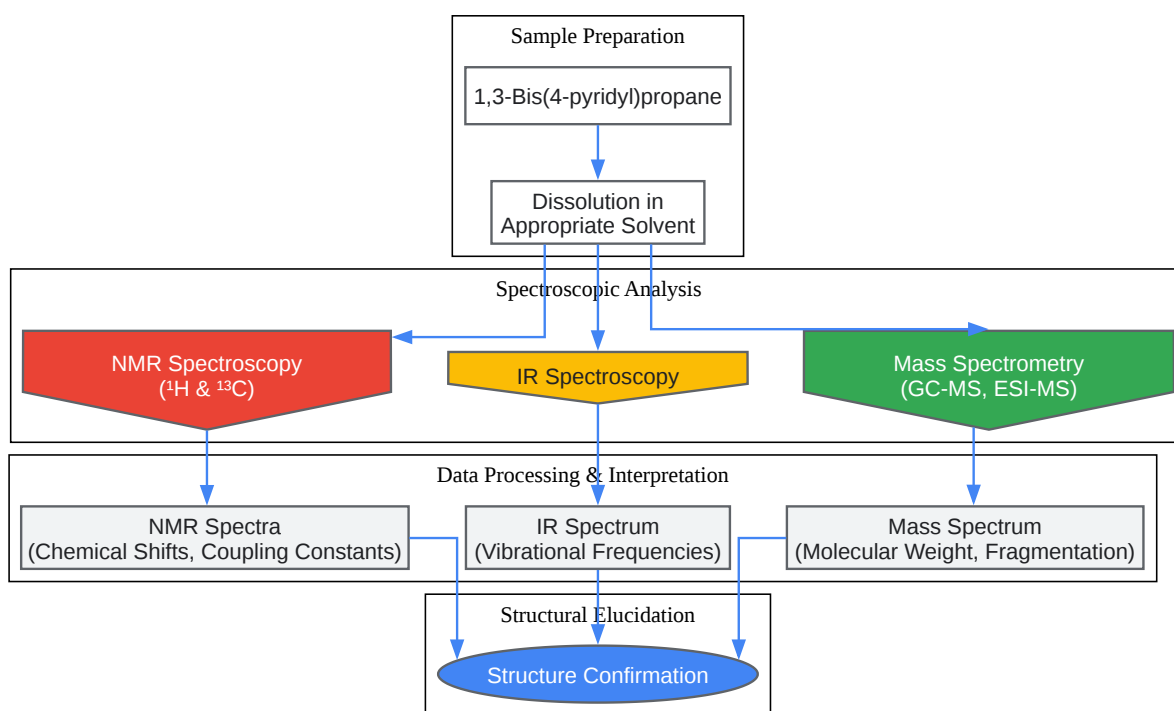 Sample Preparation
1,3-Bis(4-pyridyl)propane
Dissolution in
Appropriate Solvent
Spectroscopic Analysis
NMR Spectroscopy
(¹H & ¹³C)
IR Spectroscopy
Mass Spectrometry
(GC-MS, ESI-MS)
Data Processing & Interpretation
NMR Spectra
(Chemical Shifts, Coupling Constants)
IR Spectrum
(Vibrational Frequencies)
Mass Spectrum
(Molecular Weight, Fragmentation)
Structural Elucidation
Structure Confirmation